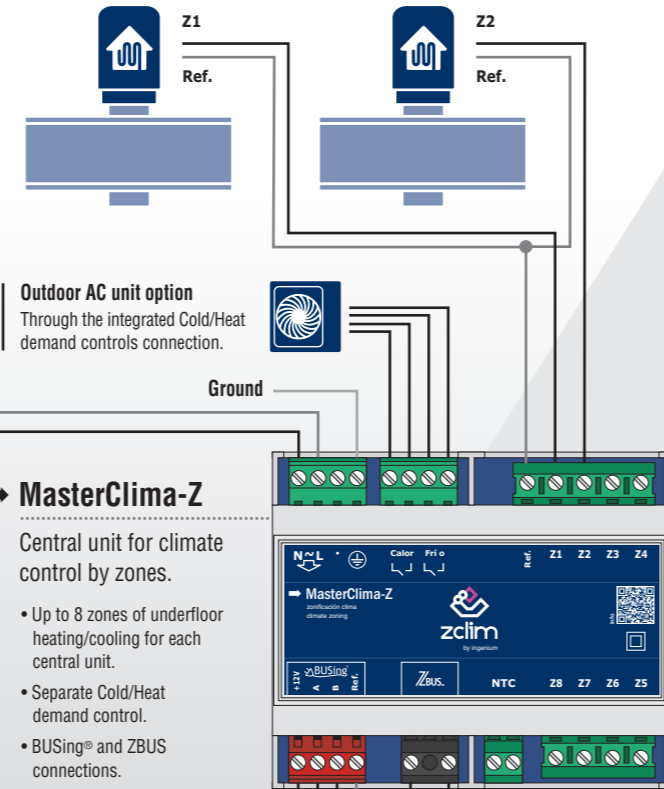 Z1
Ref.
Z2
Ref.
Outdoor AC unit option
Through the integrated Cold/Heat
demand controls connection.
Ground
MasterClima-Z
Central unit for climate
control by zones.
• Up to 8 zones of underfloor
heating/cooling for each
central unit.
• Separate Cold/Heat
demand control.
• BUSing® and ZBUS
connections.
N~L Calor Frío Ref. Z1 Z2 Z3 Z4
MasterClima-Z
zonificación clima
climate zoning
zclim
by ingenium
info
+12V A B Ref.
BUSing
ZBUS
NTC
Z8 Z7 Z6 Z5